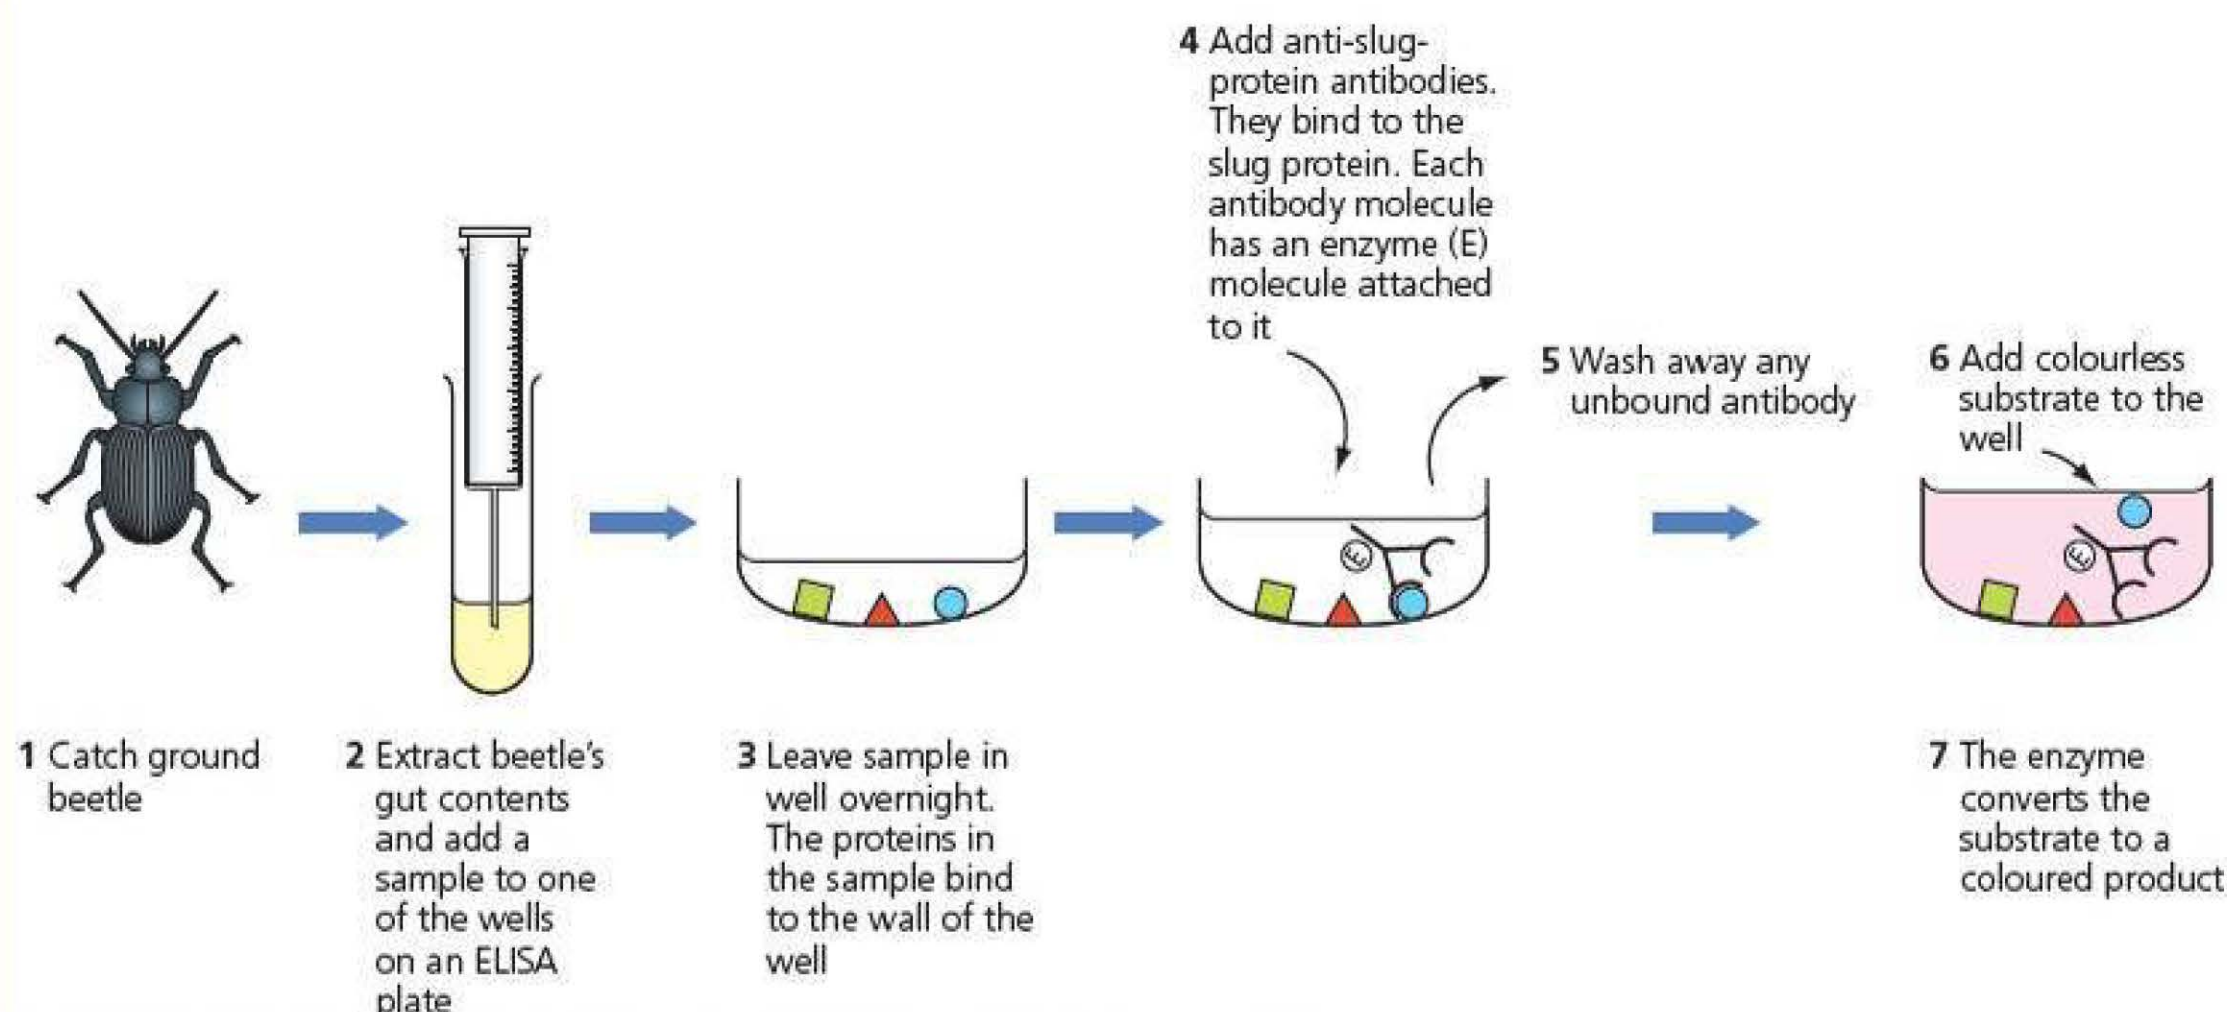 1 Catch ground
beetle
2 Extract beetle's
gut contents
and add a
sample to one
of the wells
on an ELISA
plate
3 Leave sample in
well overnight.
The proteins in
the sample bind
to the wall of the
well
4 Add anti-slug-
protein antibodies.
They bind to the
slug protein. Each
antibody molecule
has an enzyme (E)
molecule attached
to it
E
5 Wash away any
unbound antibody
6 Add colourless
substrate to the
well
E
7 The enzyme
converts the
substrate to a
coloured product